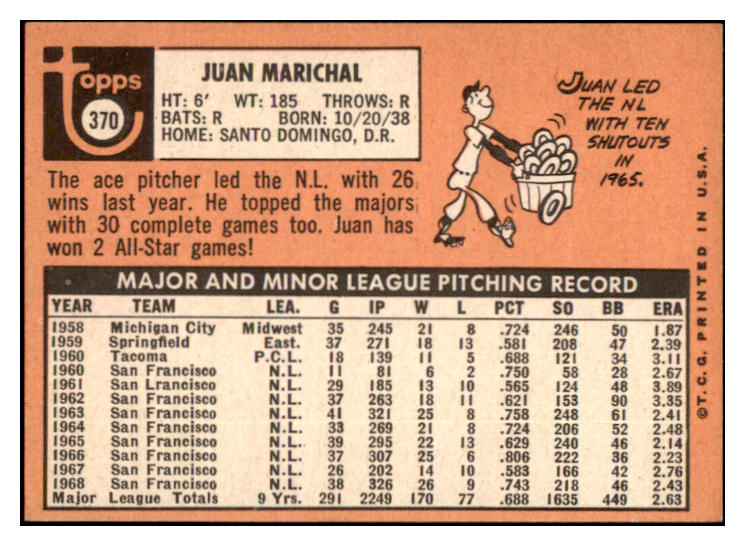 topps
370
JUAN MARICHAL
HT: 6' WT: 185 THROWS: R
BATS: R BORN: 10/20/38
HOME: SANTO DOMINGO, D.R.
JUAN LED
THE NL
WITH TEN
SHUTOUTS
IN
1965.
The ace pitcher led the N.L. with 26
wins last year. He topped the majors
with 30 complete games too. Juan has
won 2 All-Star games!
©T.C.G. PRINTED IN U.S.A.
MAJOR AND MINOR LEAGUE PITCHING RECORD
YEAR TEAM LEA. G IP W L PCT SO BB ERA
1958 Michigan City Midwest 35 245 21 8 .724 246 50 1.87
1959 Springfield East. 37 271 18 13 .581 208 47 2.39
1960 Tacoma P.C.L. 18 139 11 5 .688 121 34 3.11
1960 San Francisco N.L. 11 81 6 2 .750 58 28 2.67
1961 San Lrancisco N.L. 29 185 13 10 .565 124 48 3.89
1962 San Francisco N.L. 37 263 18 11 .621 153 90 3.35
1963 San Francisco N.L. 41 321 25 8 .758 248 61 2.41
1964 San Francisco N.L. 33 269 21 8 .724 206 52 2.48
1965 San Francisco N.L. 39 295 22 13 .629 240 46 2.14
1966 San Francisco N.L. 37 307 25 6 .806 222 36 2.23
1967 San Francisco N.L. 26 202 14 10 .583 166 42 2.76
1968 San Francisco N.L. 38 326 26 9 .743 218 46 2.43
Major League Totals 9 Yrs. 291 2249 170 77 .688 1635 449 2.63